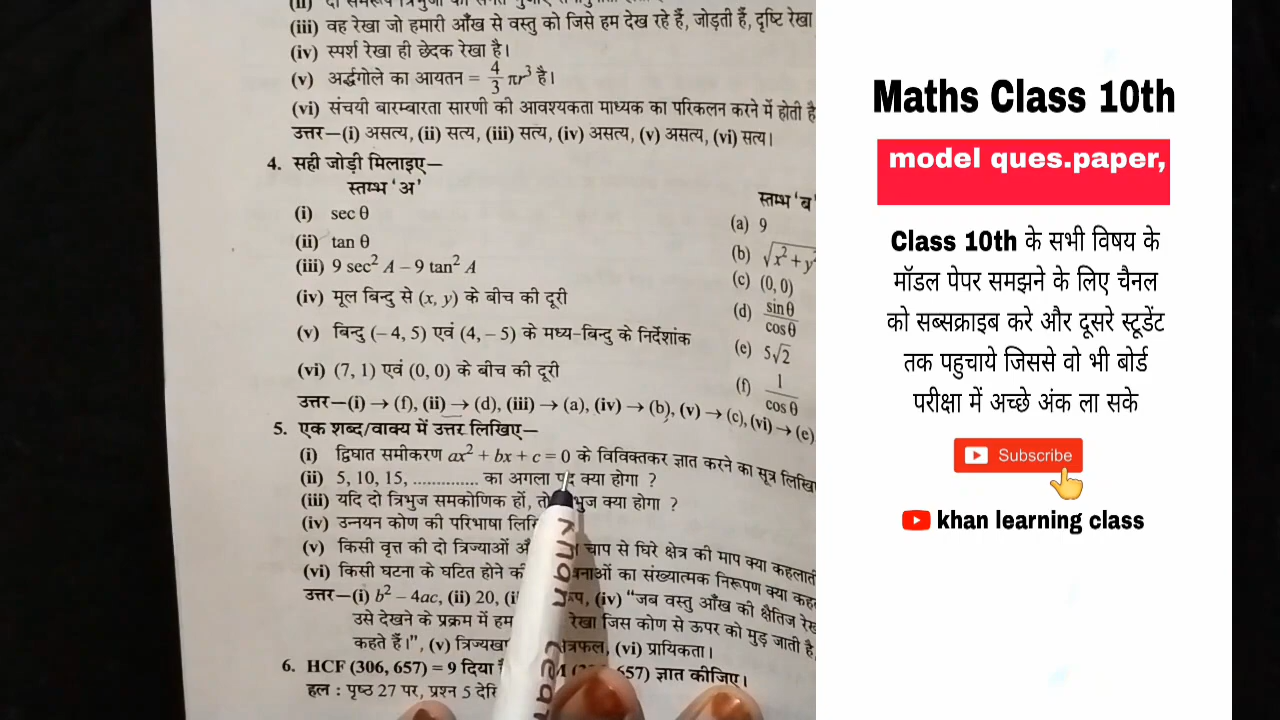 (iii) वह रेखा जो हमारी आँख से वस्तु को जिसे हम देख रहे हैं, जोड़ती हैं, दृष्टि रेखा
(iv) स्पर्श रेखा ही छेदक रेखा है।
(v) अर्द्धगोले का आयतन = 4/3 πr³ है।
(vi) संचयी बारम्बारता सारणी की आवश्यकता माध्यक का परिकलन करने में होती है
उत्तर—(i) असत्य, (ii) सत्य, (iii) सत्य, (iv) असत्य, (v) असत्य, (vi) सत्य।
4. सही जोड़ी मिलाइए—
स्तम्भ 'अ'
(i) sec θ
(ii) tan θ
(iii) 9 sec² A – 9 tan² A
(iv) मूल बिन्दु से (x, y) के बीच की दूरी
(v) बिन्दु (– 4, 5) एवं (4, – 5) के मध्य-बिन्दु के निर्देशांक
(vi) (7, 1) एवं (0, 0) के बीच की दूरी
स्तम्भ 'ब'
(a) 9
(b) √x² + y
(c) (0, 0)
(d) sinθ/cosθ
(e) 5√2
(f) 1/cosθ
उत्तर—(i) → (f), (ii) → (d), (iii) → (a), (iv) → (b), (v) → (c), (vi) → (e)
5. एक शब्द/वाक्य में उत्तर लिखिए—
(i) द्विघात समीकरण ax² + bx + c = 0 के विविक्तकर ज्ञात करने का सूत्र
(ii) 5, 10, 15, .............. का अगला पद क्या होगा ?
(iii) यदि दो त्रिभुज समकोणिक हों, भुज क्या होगा ?
(iv) उन्नयन कोण की परिभाषा
(v) किसी वृत्त की दो त्रिज्याओं चाप से घिरे क्षेत्र की माप क्या
(vi) किसी घटना के घटित होने की का संख्यात्मक निरूपण क्या
उत्तर—(i) b² – 4ac, (ii) 20, (iv) "जब वस्तु आँख की क्षैतिज
उसे देखने के प्रक्रम में हम रेखा जिस कोण से ऊपर को मुड़ जाती है,
कहते हैं।", (v) (vi) प्रायिकता।
6. HCF (306, 657) = 9 दिया 657) ज्ञात कीजिए।
हल : पृष्ठ 27 पर, प्रश्न 5
khan
Maths Class 10th
model ques.paper,
Class 10th के सभी विषय के
मॉडल पेपर समझने के लिए चैनल
को सब्सक्राइब करे और दूसरे स्टूडेंट
तक पहुचाये जिससे वो भी बोर्ड
परीक्षा में अच्छे अंक ला सके
Subscribe
khan learning class